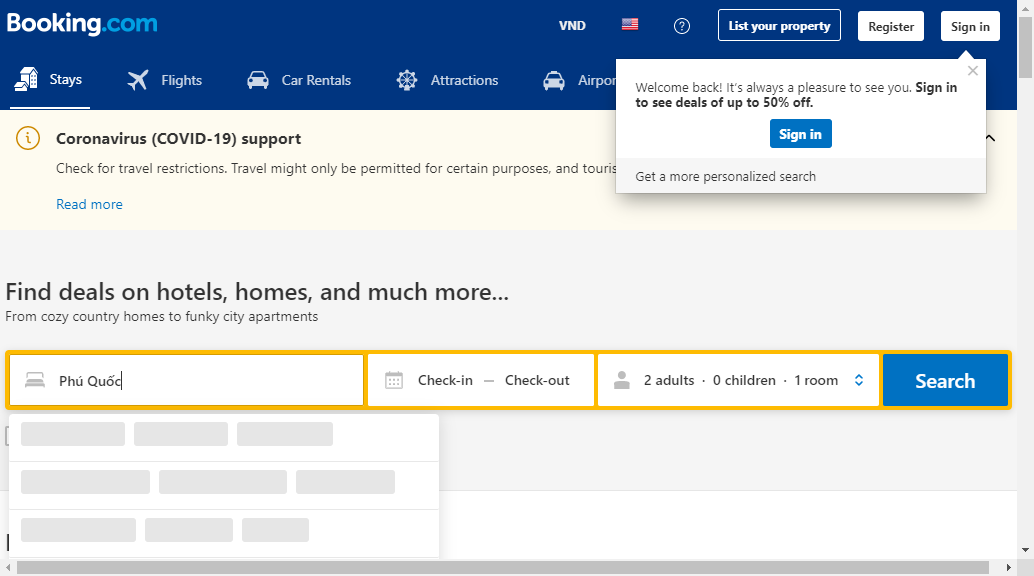 Booking.com
VND
List your property
Register
Sign in
Stays
Flights
Car Rentals
Attractions
Welcome back! It's always a pleasure to see you. Sign in
to see deals of up to 50% off.
Sign in
Get a more personalized search
Coronavirus (COVID-19) support
Check for travel restrictions. Travel might only be permitted for certain purposes, and
Read more
Find deals on hotels, homes, and much more...
From cozy country homes to funky city apartments
Phú Quốc
Check-in — Check-out
2 adults · 0 children · 1 room
Search